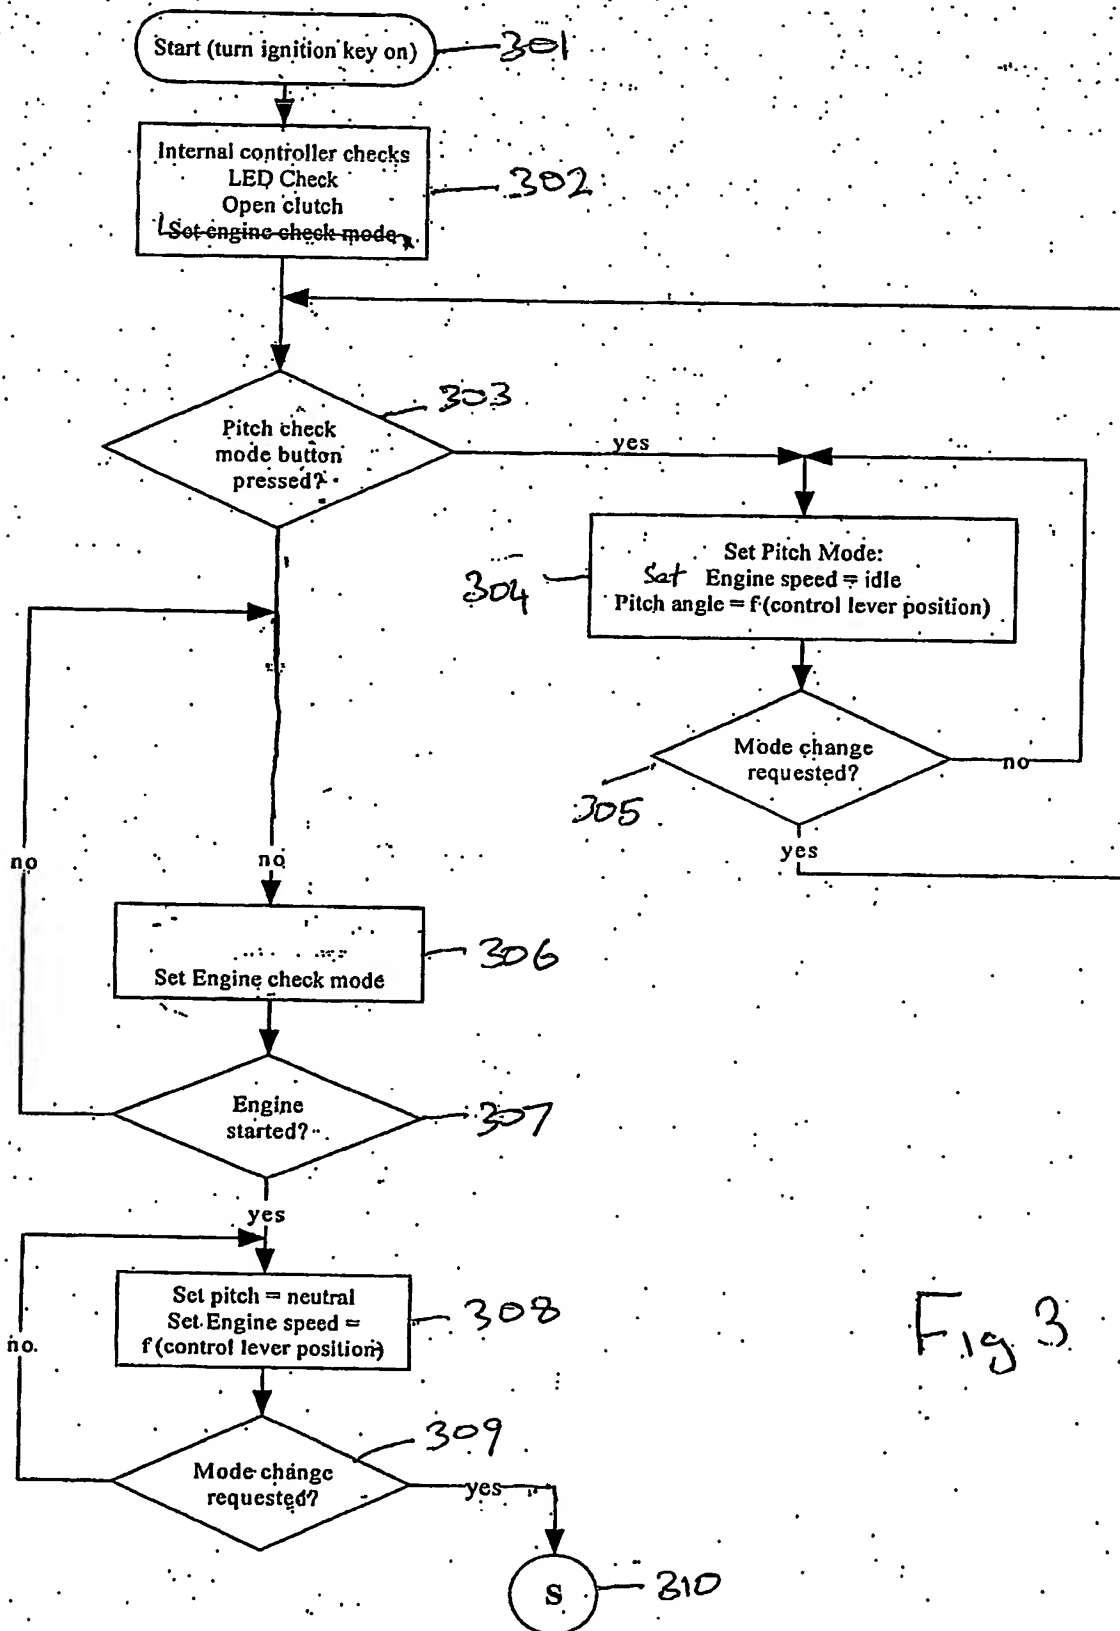 Start (turn ignition key on)
301
Internal controller checks
LED Check
Open clutch
Set engine check mode
302
303
Pitch check
mode button
pressed?
yes
Set Pitch Mode:
Set Engine speed = idle
Pitch angle = f (control lever position)
304
Mode change
requested?
no
305
yes
no
no
Set Engine check mode
306
Engine
started?
307
yes
Set pitch = neutral
Set Engine speed =
f (control lever position)
308
no
309
Mode change
requested?
yes
S
310
Fig 3